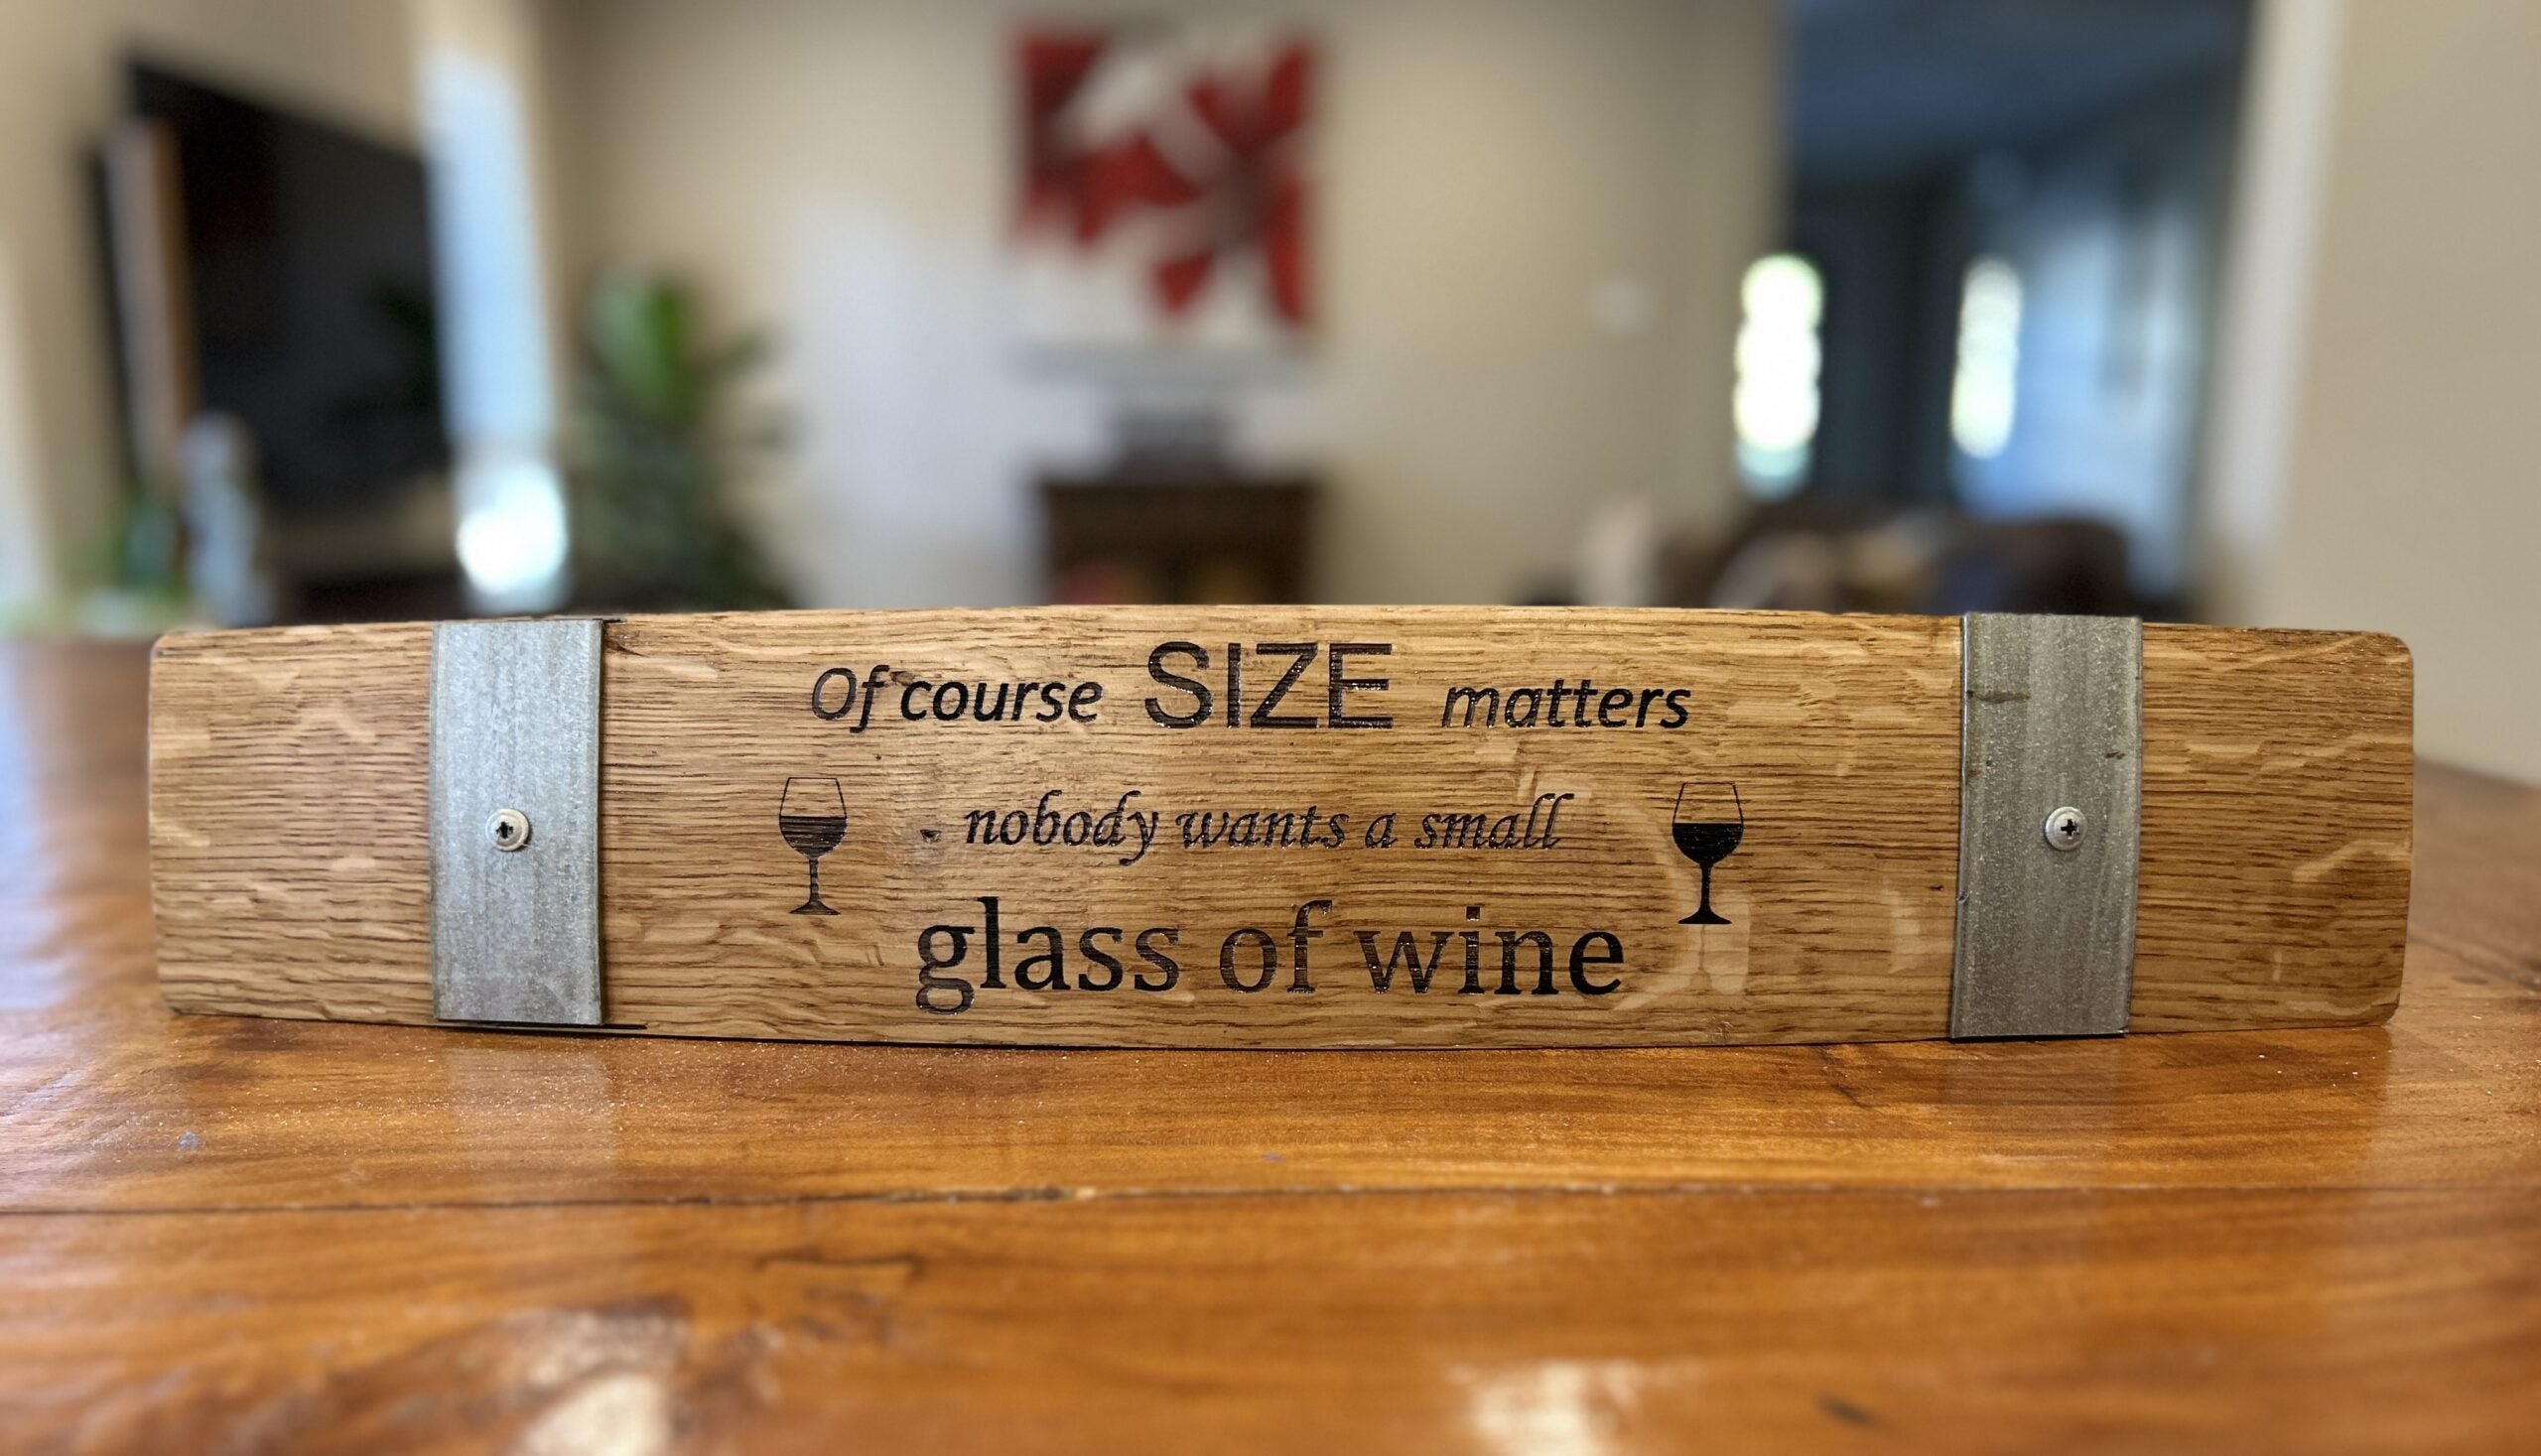 Of course SIZE matters
- nobody wants a small
glass of wine